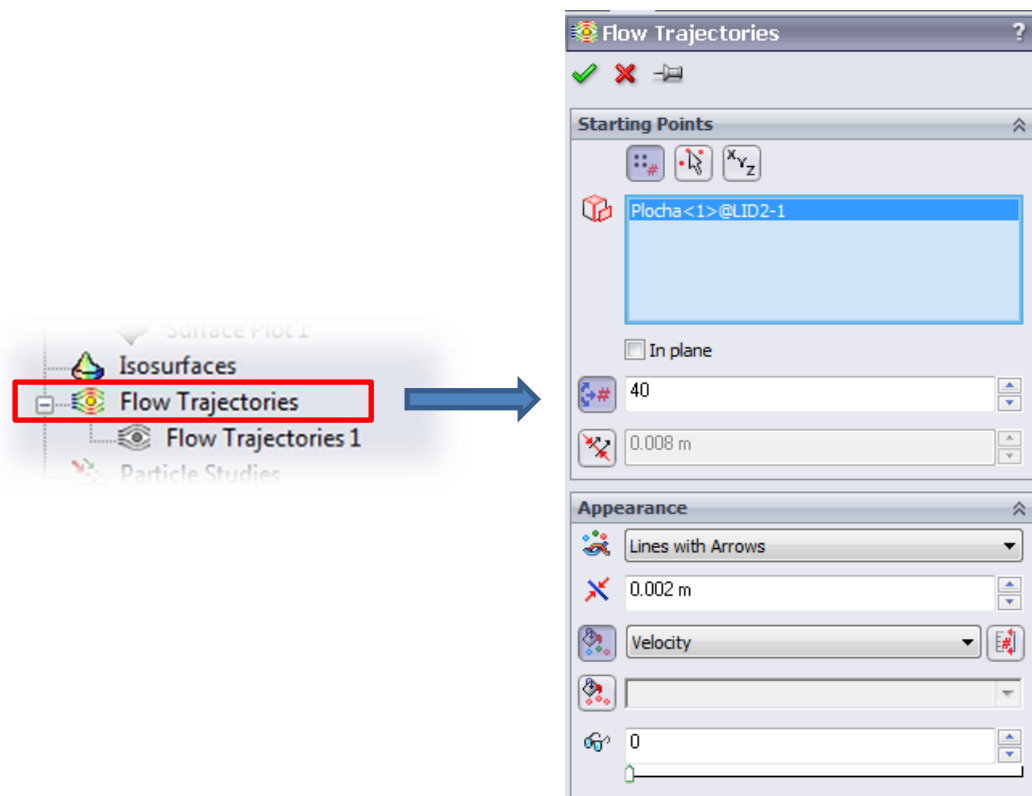 Surface Plot 1
Isosurfaces
Flow Trajectories
Flow Trajectories 1
Particle Studies
Flow Trajectories ?
Starting Points
#
X Y Z
Plocha<1>@LID2-1
In plane
# 40
0.008 m
Appearance
Lines with Arrows
0.002 m
Velocity #
0